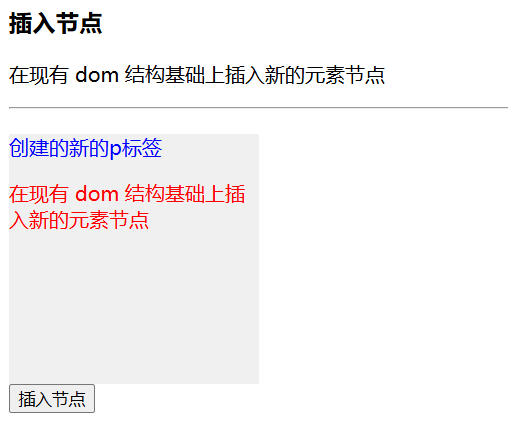 插入节点
在现有 dom 结构基础上插入新的元素节点
创建的新的p标签
在现有 dom 结构基础上插
入新的元素节点
插入节点